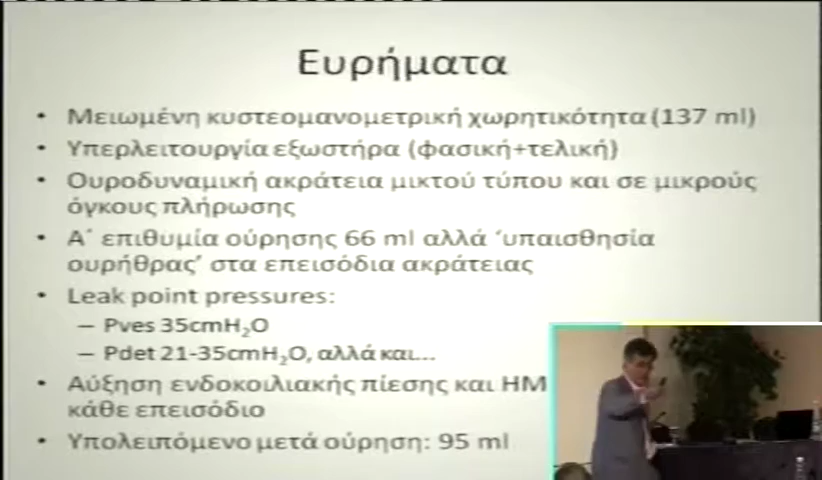 Ευρήματα
• Μειωμένη κυστεομανομετρική χωρητικότητα (137 ml)
• Υπερλειτουργία εξωστήρα (φασική+τελική)
• Ουροδυναμική ακράτεια μικτού τύπου και σε μικρούς
όγκους πλήρωσης
• Α΄ επιθυμία ούρησης 66 ml αλλά ‘υπαισθησία
ουρήθρας’ στα επεισόδια ακράτειας
• Leak point pressures:
– Pves 35cmH₂O
– Pdet 21-35cmH₂O, αλλά και...
• Αύξηση ενδοκοιλιακής πίεσης και ΗΜ
κάθε επεισόδιο
• Υπολειπόμενο μετά ούρηση: 95 ml